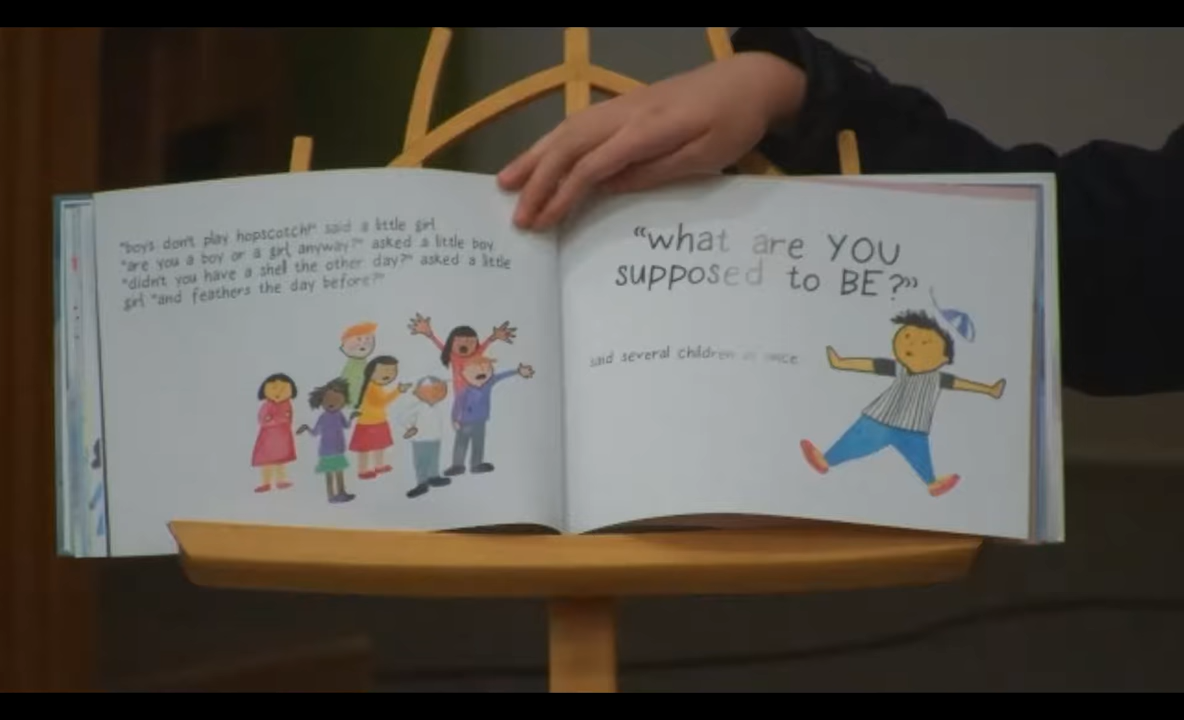 "boys don't play hopscotch!" said a little girl
"are you a boy or a girl anyway?" asked a little boy
"didn't you have a shell the other day?" asked a little
girl "and feathers the day before?"
"what are YOU
supposed to BE?"
said several children at once